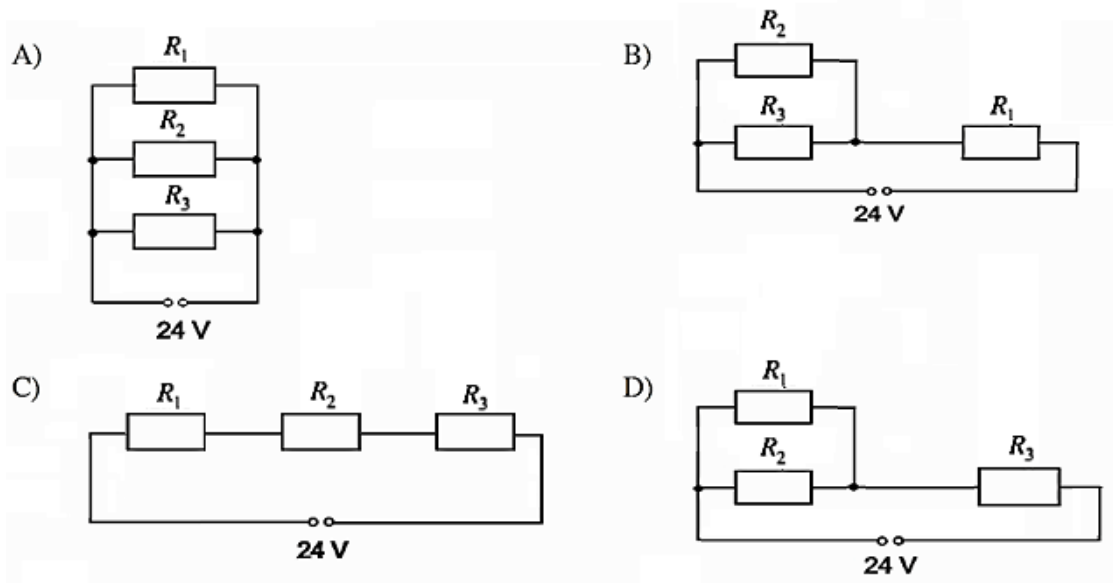 A)
R₁
R₂
R₃
24 V
B)
R₂
R₃
R₁
24 V
C)
R₁ R₂ R₃
24 V
D)
R₁
R₂
R₃
24 V